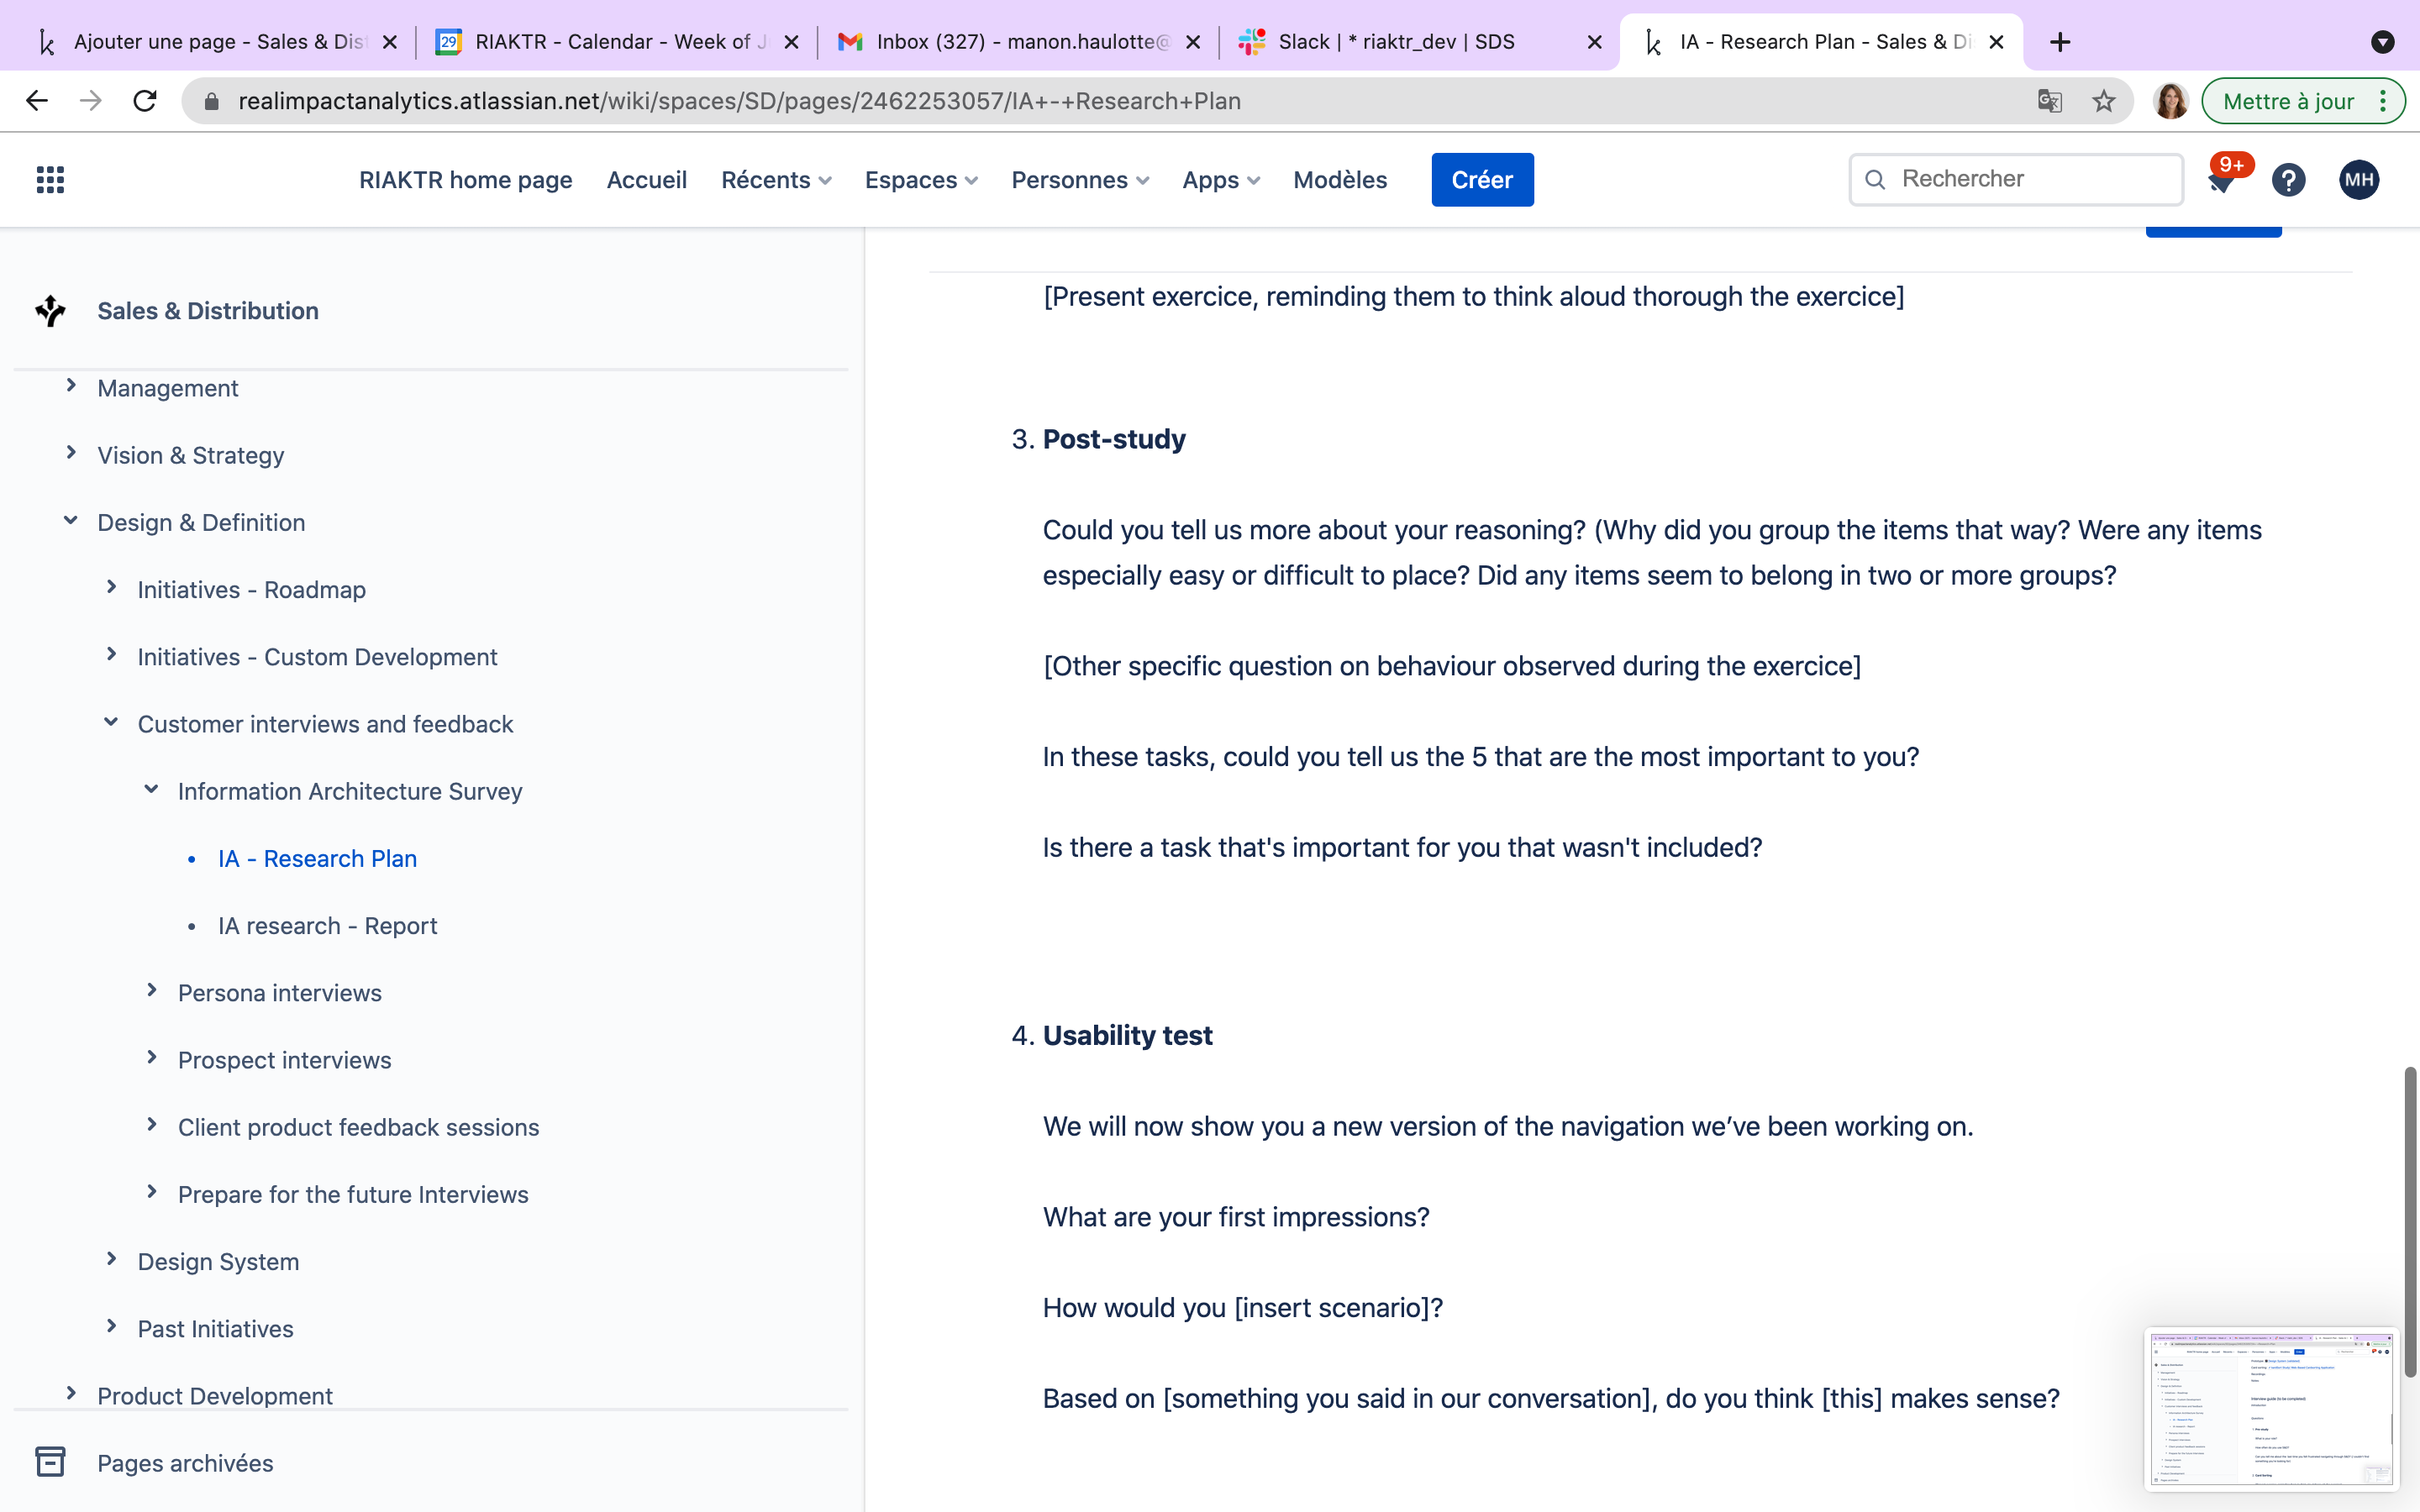 Ajouter une page - Sales & Dis
29
RIAKTR - Calendar - Week of J
Inbox (327) - manon.haulotte@
Slack | * riaktr_dev | SDS
IA - Research Plan - Sales & Di
realimpactanalytics.atlassian.net/wiki/spaces/SD/pages/2462253057/IA+-+Research+Plan
Mettre à jour
RIAKTR home page
Accueil
Récents
Espaces
Personnes
Apps
Modèles
Créer
Rechercher
9+
?
MH
Sales & Distribution
Management
Vision & Strategy
Design & Definition
Initiatives - Roadmap
Initiatives - Custom Development
Customer interviews and feedback
Information Architecture Survey
• IA - Research Plan
• IA research - Report
Persona interviews
Prospect interviews
Client product feedback sessions
Prepare for the future Interviews
Design System
Past Initiatives
Product Development
Pages archivées
[Present exercice, reminding them to think aloud thorough the exercice]
3. Post-study
Could you tell us more about your reasoning? (Why did you group the items that way? Were any items
especially easy or difficult to place? Did any items seem to belong in two or more groups?
[Other specific question on behaviour observed during the exercice]
In these tasks, could you tell us the 5 that are the most important to you?
Is there a task that's important for you that wasn't included?
4. Usability test
We will now show you a new version of the navigation we’ve been working on.
What are your first impressions?
How would you [insert scenario]?
Based on [something you said in our conversation], do you think [this] makes sense?